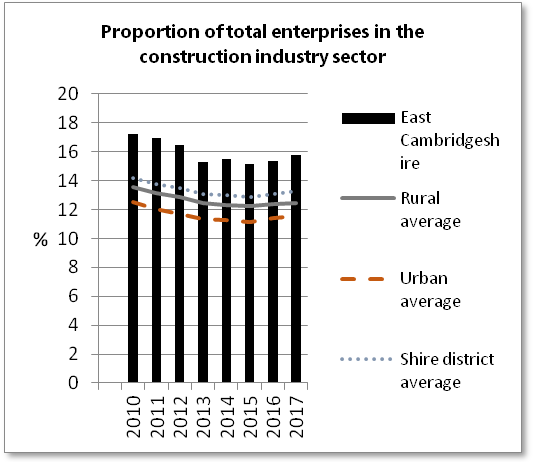 Proportion of total enterprises in the
construction industry sector
20
18
16
14
12
10
8
6
4
2
0
%
2010
2011
2012
2013
2014
2015
2016
2017
East
Cambridgesh
ire
Rural
average
Urban
average
Shire district
average